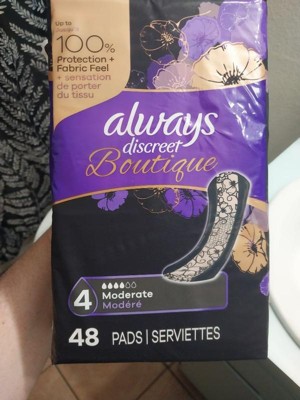 Up to
100%
Protection +
Fabric Feel
+ sensation
de porter
du tissu
always
discreet
Boutique
4
Moderate
Modéré
48 PADS | SERVIETTES